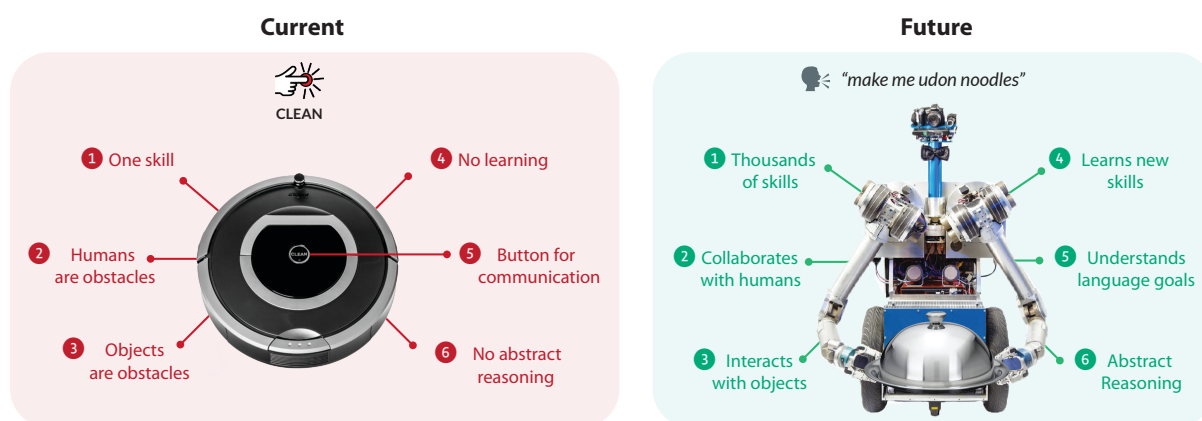 Current
CLEAN
1 One skill
2 Humans
are obstacles
3 Objects
are obstacles
4 No learning
5 Button for
communication
6 No abstract
reasoning
CLEAN
Future
"make me udon noodles"
1 Thousands
of skills
2 Collaborates
with humans
3 Interacts
with objects
4 Learns new
skills
5 Understands
language goals
6 Abstract
Reasoning